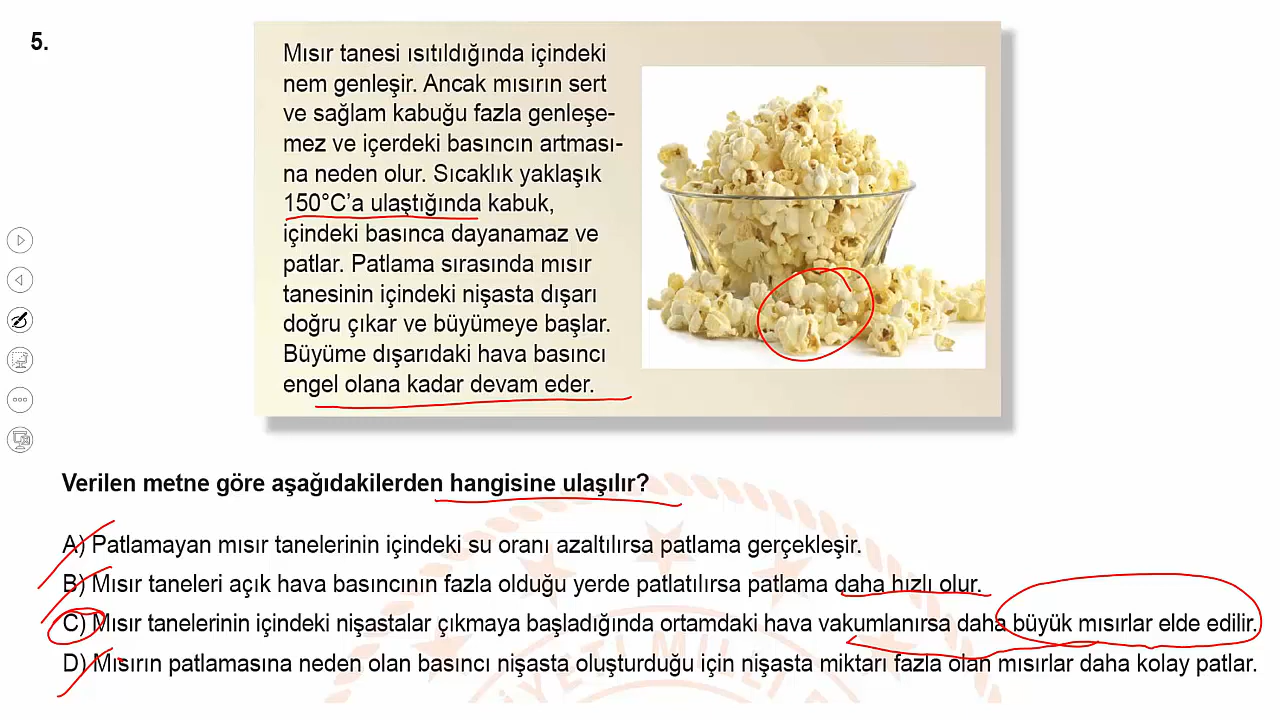 5.
Mısır tanesi ısıtıldığında içindeki
nem genleşir. Ancak mısırın sert
ve sağlam kabuğu fazla genleşe-
mez ve içerdeki basıncın artması-
na neden olur. Sıcaklık yaklaşık
150°C'a ulaştığında kabuk,
içindeki basınca dayanamaz ve
patlar. Patlama sırasında mısır
tanesinin içindeki nişasta dışarı
doğru çıkar ve büyümeye başlar.
Büyüme dışarıdaki hava basıncı
engel olana kadar devam eder.
Verilen metne göre aşağıdakilerden hangisine ulaşılır?
A) Patlamayan mısır tanelerinin içindeki su oranı azaltılırsa patlama gerçekleşir.
B) Mısır taneleri açık hava basıncının fazla olduğu yerde patlatılırsa patlama daha hızlı olur.
C) Mısır tanelerinin içindeki nişastalar çıkmaya başladığında ortamdaki hava vakumlanırsa daha büyük mısırlar elde edilir.
D) Mısırın patlamasına neden olan basıncı nişasta oluşturduğu için nişasta miktarı fazla olan mısırlar daha kolay patlar.